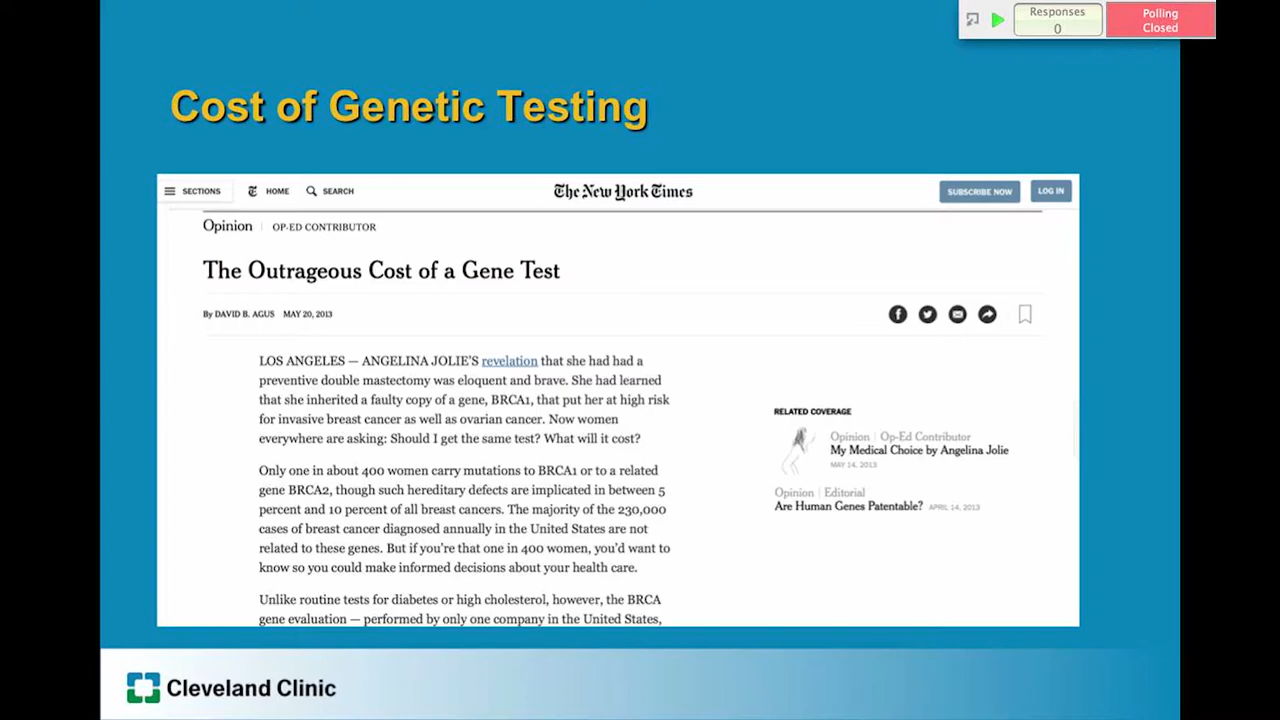 Responses
0
Polling
Closed
Cost of Genetic Testing
SECTIONS
HOME
SEARCH
The New York Times
SUBSCRIBE NOW
LOG IN
Opinion | OP-ED CONTRIBUTOR
The Outrageous Cost of a Gene Test
By DAVID B. AGUS MAY 20, 2013
LOS ANGELES — ANGELINA JOLIE'S revelation that she had had a
preventive double mastectomy was eloquent and brave. She had learned
that she inherited a faulty copy of a gene, BRCA1, that put her at high risk
for invasive breast cancer as well as ovarian cancer. Now women
everywhere are asking: Should I get the same test? What will it cost?
Only one in about 400 women carry mutations to BRCA1 or to a related
gene BRCA2, though such hereditary defects are implicated in between 5
percent and 10 percent of all breast cancers. The majority of the 230,000
cases of breast cancer diagnosed annually in the United States are not
related to these genes. But if you're that one in 400 women, you'd want to
know so you could make informed decisions about your health care.
Unlike routine tests for diabetes or high cholesterol, however, the BRCA
gene evaluation — performed by only one company in the United States,
RELATED COVERAGE
Opinion | Op-Ed Contributor
My Medical Choice by Angelina Jolie
MAY 14, 2013
Opinion | Editorial
Are Human Genes Patentable? APRIL 14, 2013
Cleveland Clinic